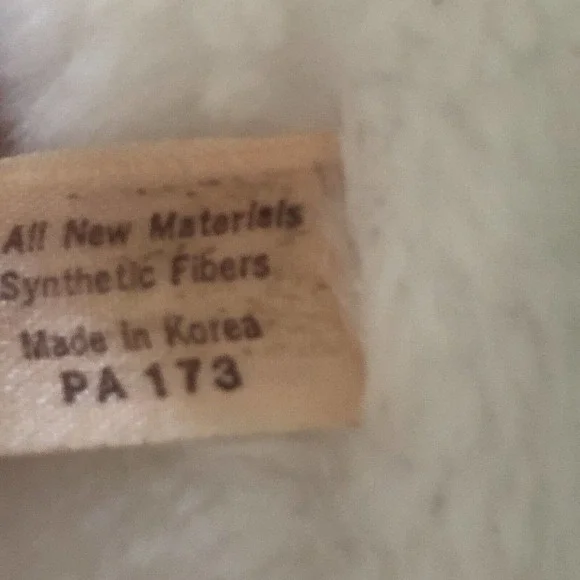 All New Materials
Synthetic Fibers
Made in Korea
PA 173